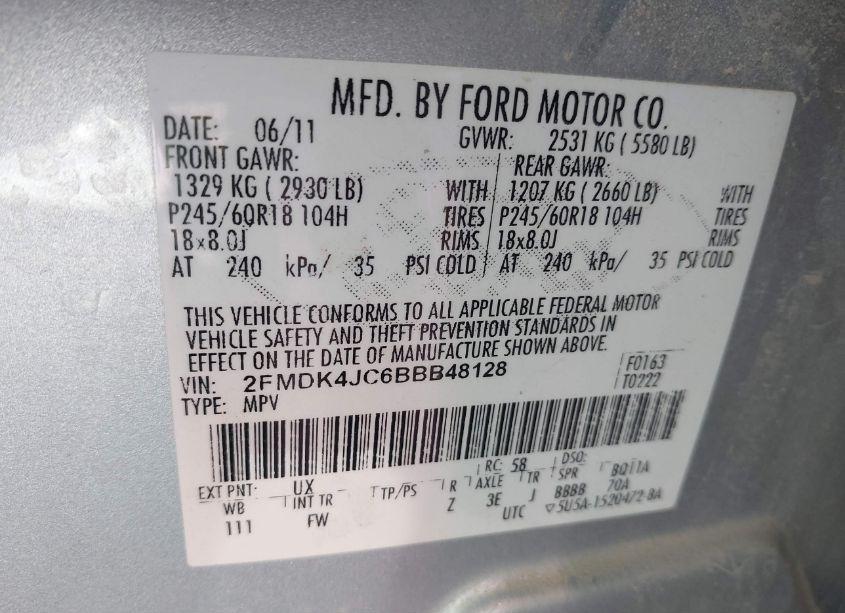 MFD. BY FORD MOTOR CO.
DATE: 06/11 GVWR: 2531 KG ( 5580 LB)
FRONT GAWR: REAR GAWR:
1329 KG ( 2930 LB) WITH 1207 KG ( 2660 LB) WITH
P245/60R18 104H TIRES P245/60R18 104H TIRES
18x8.0J RIMS 18x8.0J RIMS
AT 240 kPa/ 35 PSI COLD AT 240 kPa/ 35 PSI COLD
THIS VEHICLE CONFORMS TO ALL APPLICABLE FEDERAL MOTOR
VEHICLE SAFETY AND THEFT PREVENTION STANDARDS IN
EFFECT ON THE DATE OF MANUFACTURE SHOWN ABOVE.
VIN: 2FMDK4JC6BBB48128 F0163
TYPE: MPV T0222
EXT PNT: UX RC: 58 DSO:
WB INT TR TP/PS R AXLE TR SPR BQ11A
111 FW Z 3E J BBBB 70A
UTC ▽5U5A-1520472-BA